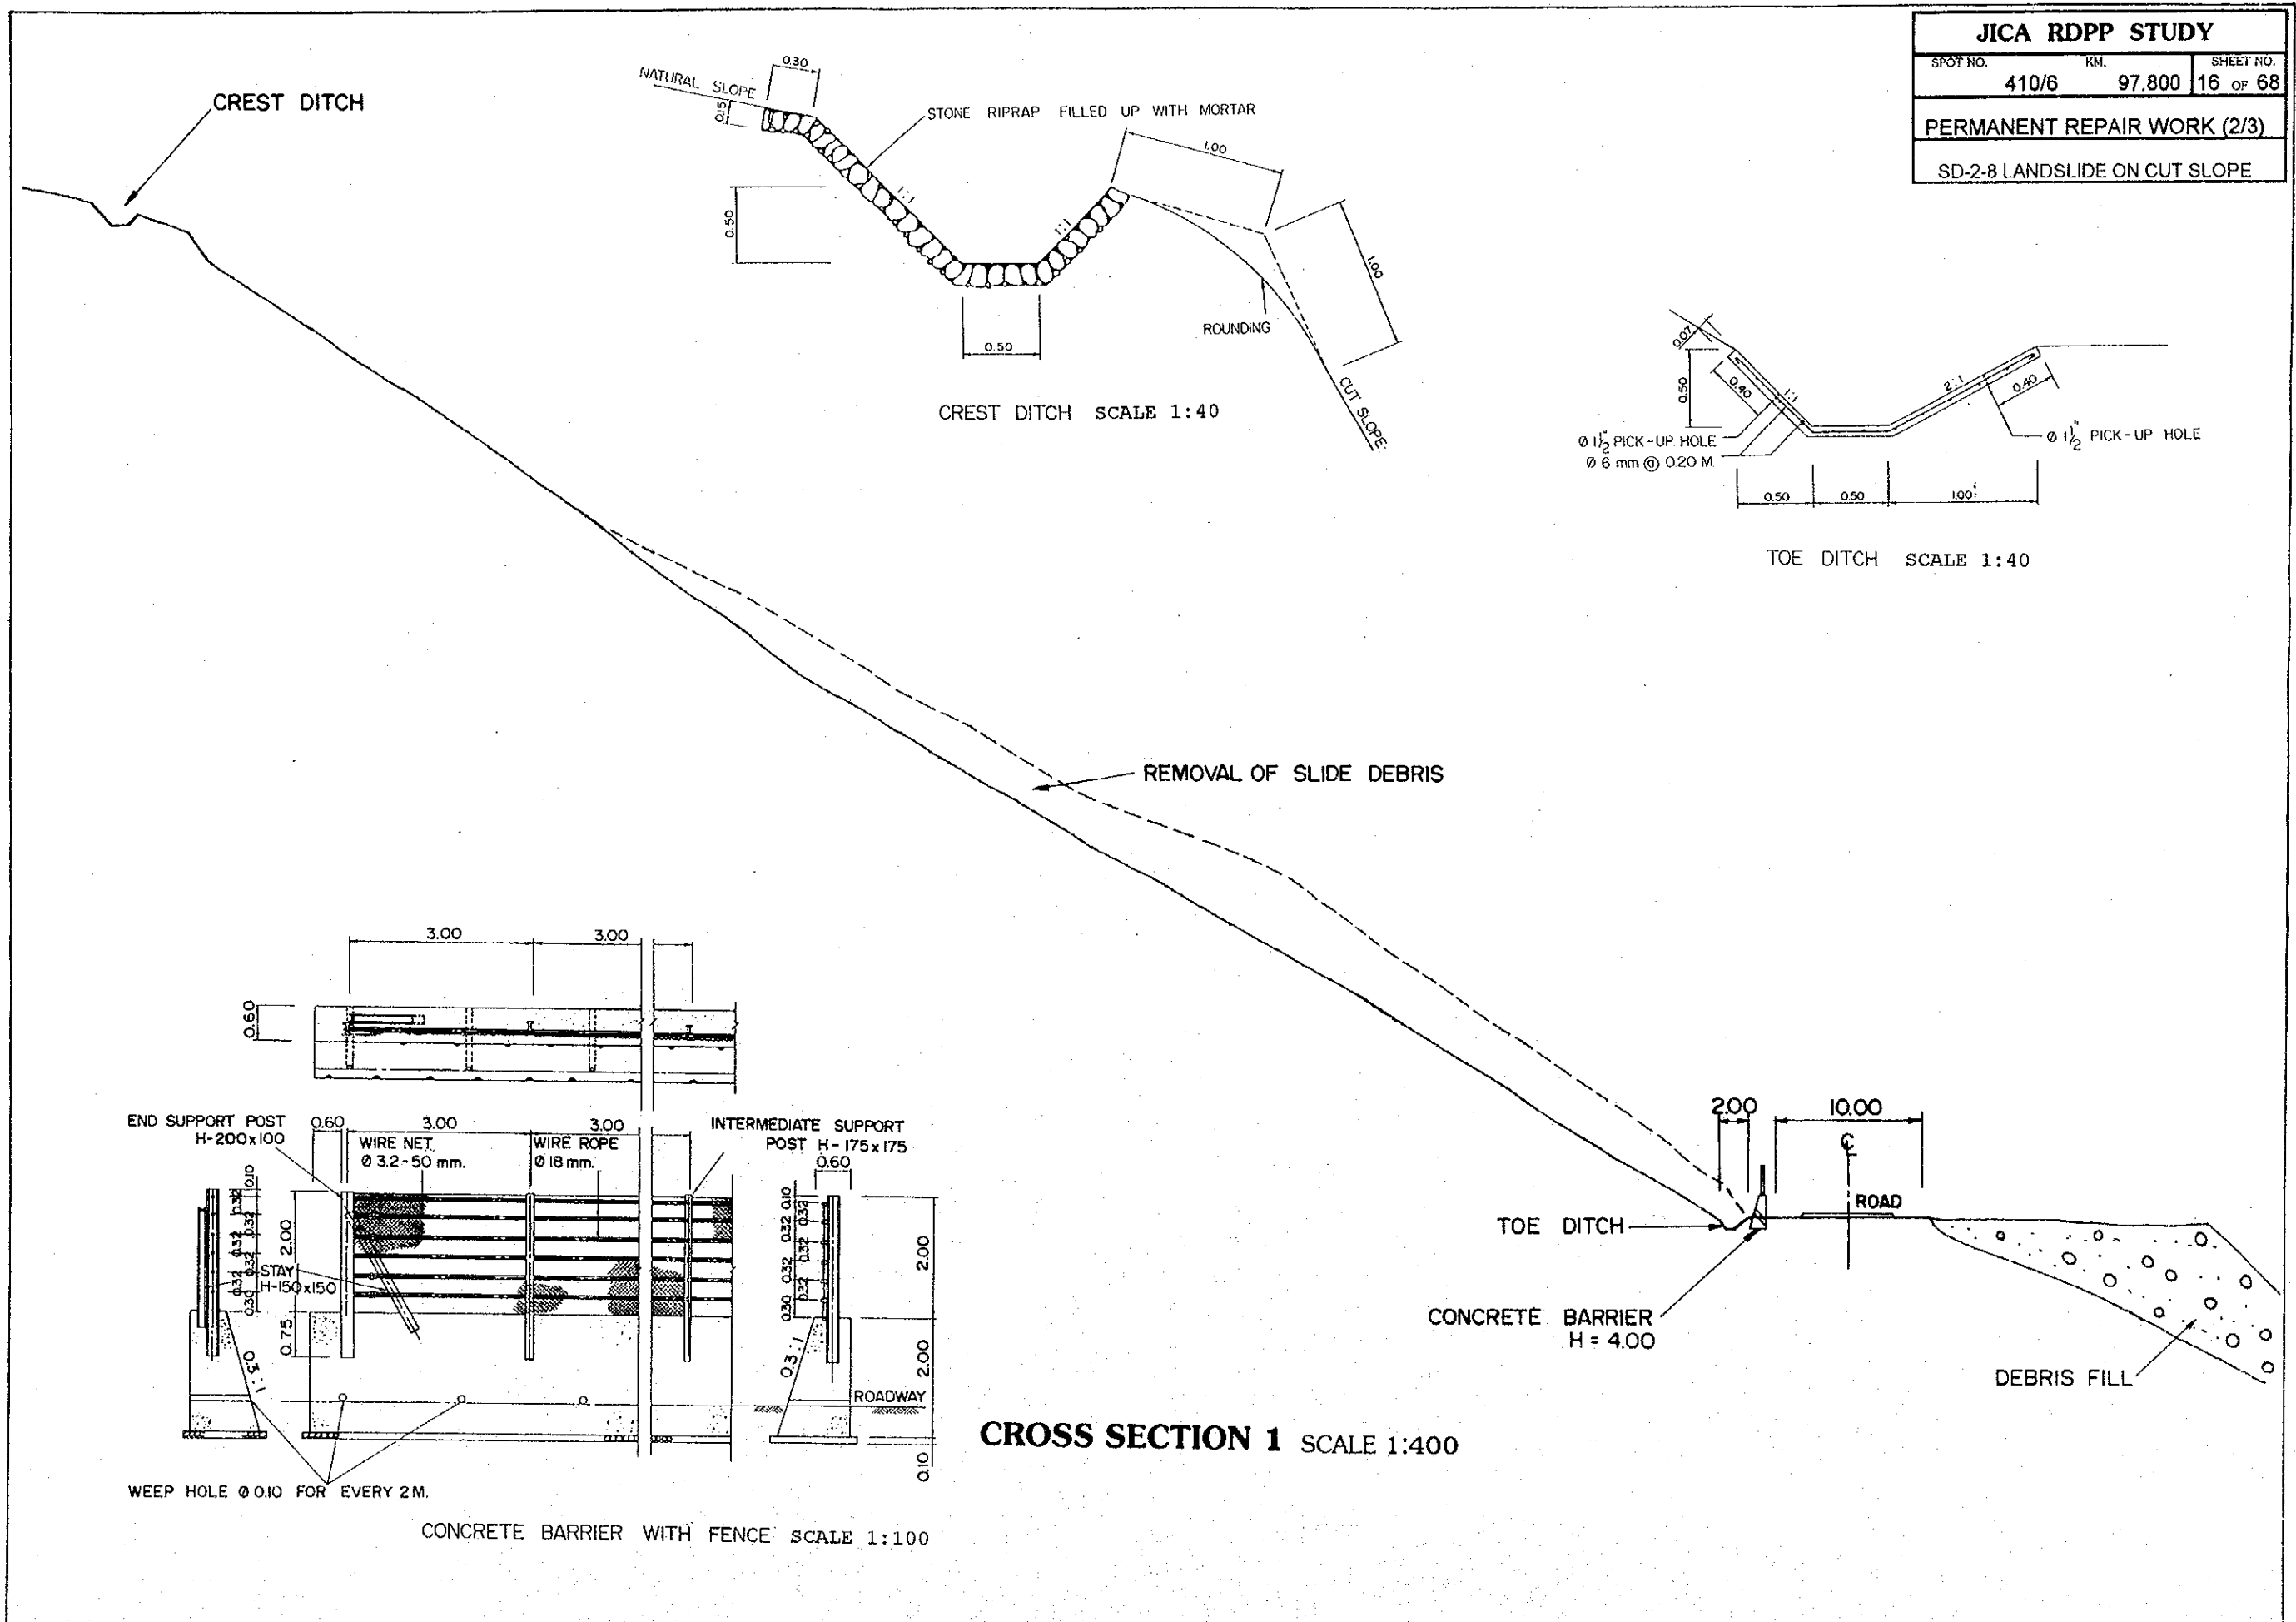 JICA RDPP STUDY
SPOT NO. KM. SHEET NO.
410/6 97.800 16 OF 68
PERMANENT REPAIR WORK (2/3)
SD-2-8 LANDSLIDE ON CUT SLOPE
CREST DITCH
NATURAL SLOPE
0.30
0.15
STONE RIPRAP FILLED UP WITH MORTAR
1:1
1:1
0.50
0.50
1.00
1.00
ROUNDING
CUT SLOPE
CREST DITCH SCALE 1:40
0.07
0.50
0.40
1:1
2:1
0.40
Ø 1½" PICK-UP HOLE
Ø 6 mm @ 0.20 M
Ø 1½" PICK-UP HOLE
0.50 0.50 1.00
TOE DITCH SCALE 1:40
REMOVAL OF SLIDE DEBRIS
2.00 10.00
℄
ROAD
TOE DITCH
CONCRETE BARRIER
H = 4.00
DEBRIS FILL
CROSS SECTION 1 SCALE 1:400
3.00 3.00
0.60
END SUPPORT POST
H-200x100
0.60 3.00 3.00
WIRE NET
Ø 3.2-50 mm.
WIRE ROPE
Ø 18 mm.
INTERMEDIATE SUPPORT
POST H-175x175
0.60
0.10
0.32
0.32
0.32
0.32
0.32
0.30
2.00
0.75
STAY
H-150x150
0.3:1
0.10
0.32
0.32
0.32
0.32
0.32
0.30
2.00
2.00
0.10
0.3:1
ROADWAY
WEEP HOLE Ø 0.10 FOR EVERY 2 M.
CONCRETE BARRIER WITH FENCE SCALE 1:100